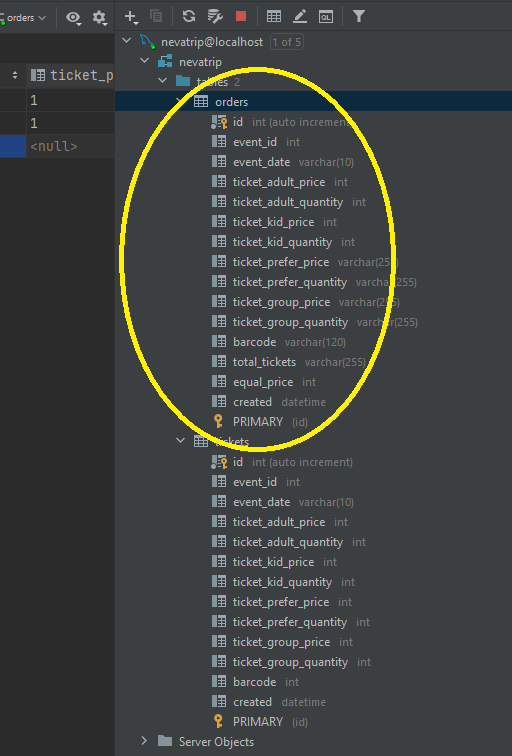 orders
nevatrip@localhost 1 of 5
nevatrip
tables 2
ticket_p
orders
1
id int (auto increment)
1
event_id int
<null>
event_date varchar(10)
ticket_adult_price int
ticket_adult_quantity int
ticket_kid_price int
ticket_kid_quantity int
ticket_prefer_price varchar(255)
ticket_prefer_quantity varchar(255)
ticket_group_price varchar(255)
ticket_group_quantity varchar(255)
barcode varchar(120)
total_tickets varchar(255)
equal_price int
created datetime
PRIMARY (id)
tickets
id int (auto increment)
event_id int
event_date varchar(10)
ticket_adult_price int
ticket_adult_quantity int
ticket_kid_price int
ticket_kid_quantity int
ticket_prefer_price int
ticket_prefer_quantity int
ticket_group_price int
ticket_group_quantity int
barcode int
created datetime
PRIMARY (id)
Server Objects